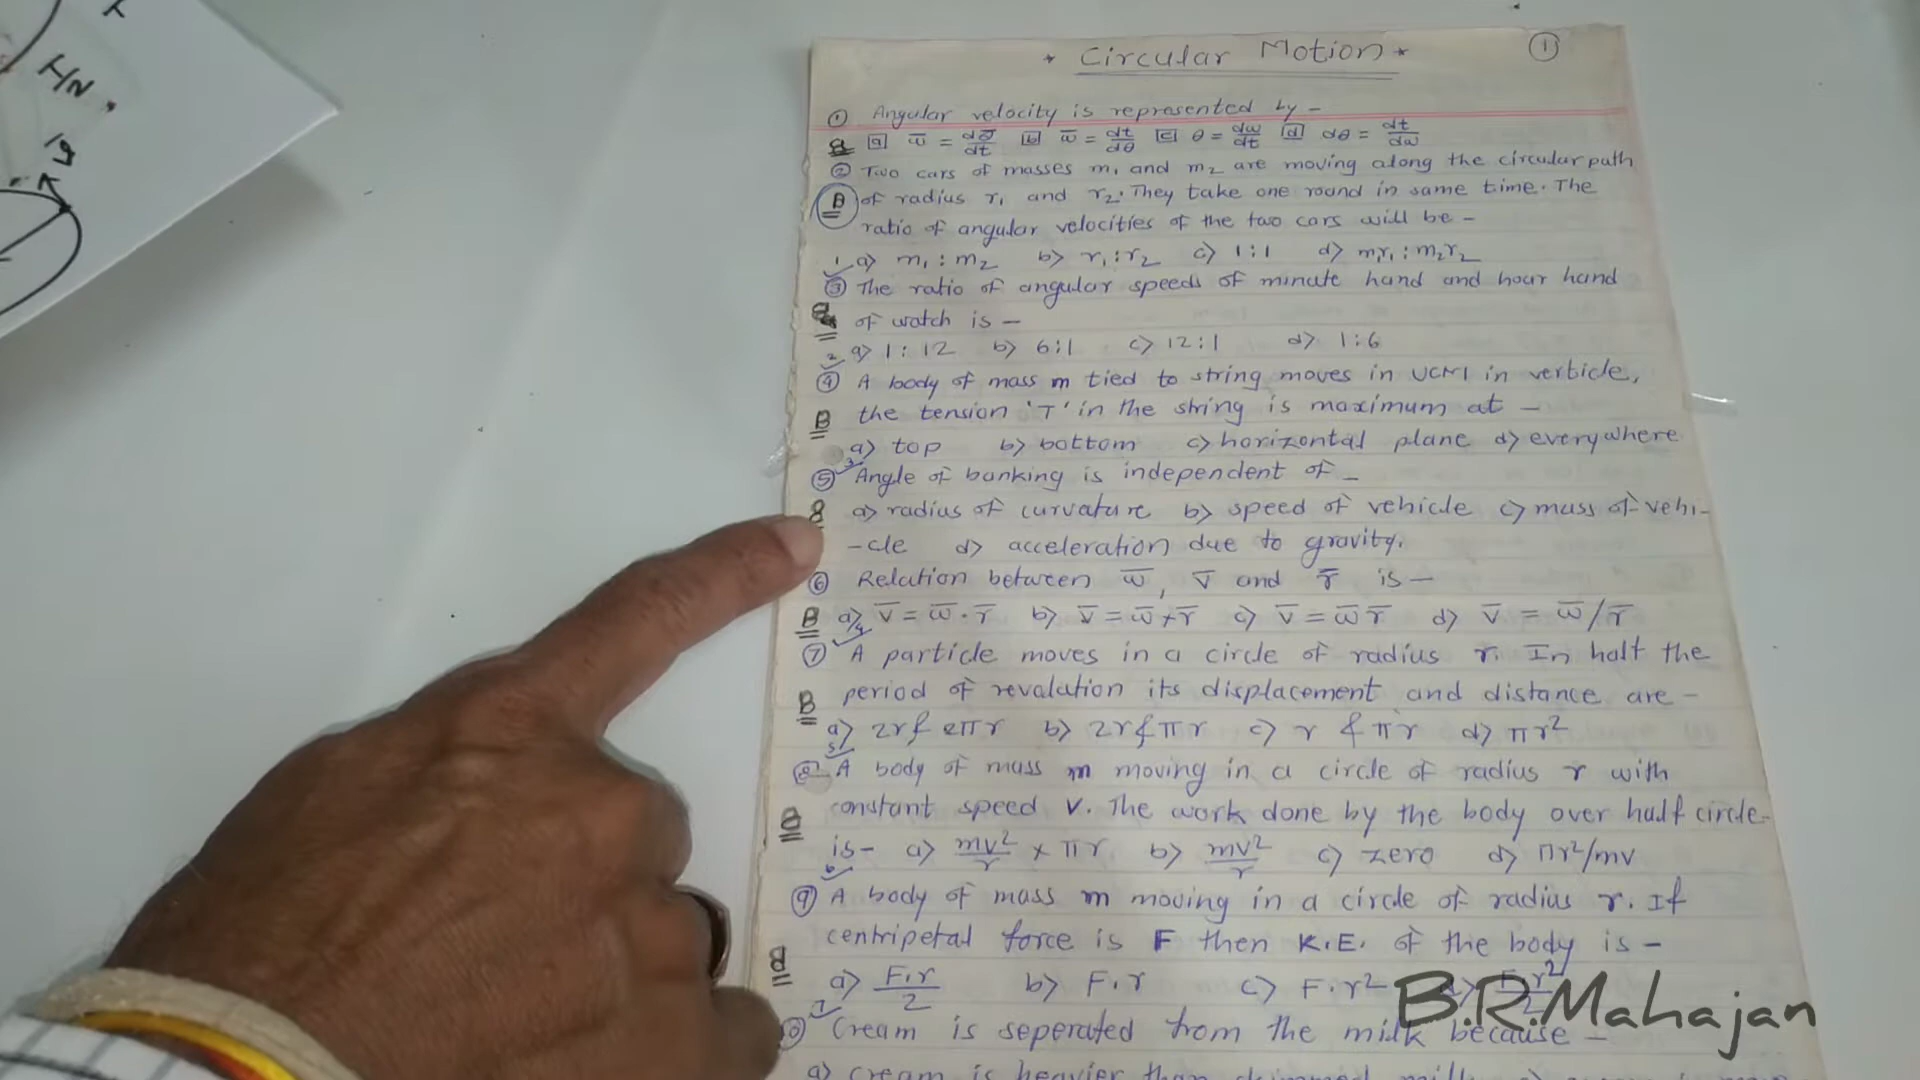 H/2.
* Circular Motion * ①
① Angular velocity is represented by -
a ω̅ = dθ̅/dt b ω̅ = dt/dθ c θ = dω/dt d dθ = dt/dω
② Two cars of masses m₁ and m₂ are moving along the circular path
B of radius r₁ and r₂. They take one round in same time. The
ratio of angular velocities of the two cars will be -
a> m₁ : m₂ b> r₁ : r₂ c> 1 : 1 d> m₁r₁ : m₂r₂
③ The ratio of angular speeds of minute hand and hour hand
of watch is -
a> 1 : 12 b> 6 : 1 c> 12 : 1 d> 1 : 6
④ A body of mass m tied to string moves in UCM in verticle,
B the tension 'T' in the string is maximum at -
a> top b> bottom c> horizontal plane d> everywhere
⑤ Angle of banking is independent of -
a> radius of curvature b> speed of vehicle c> mass of vehi-
-cle d> acceleration due to gravity.
⑥ Relation between ω̅, v̅ and r̅ is -
B a> v̅ = ω̅ · r̅ b> v̅ = ω̅ × r̅ c> v̅ = ω̅ r̅ d> v̅ = ω̅ / r̅
⑦ A particle moves in a circle of radius r. In half the
B period of revalation its displacement and distance are -
a> 2r & 2πr b> 2r & πr c> r & πr d> πr²
⑧ A body of mass m moving in a circle of radius r with
constant speed v. The work done by the body over half circle-
is - a> mv²/r × πr b> mv²/r c> zero d> πr²/mv
⑨ A body of mass m moving in a circle of radius r. If
centripetal force is F then K.E. of the body is -
a> F.r/2 b> F.r c> F.r² d> F.r²/2
B.R.Mahajan
Cream is seperated from the milk because -
a> cream is heavier than skimmed milk